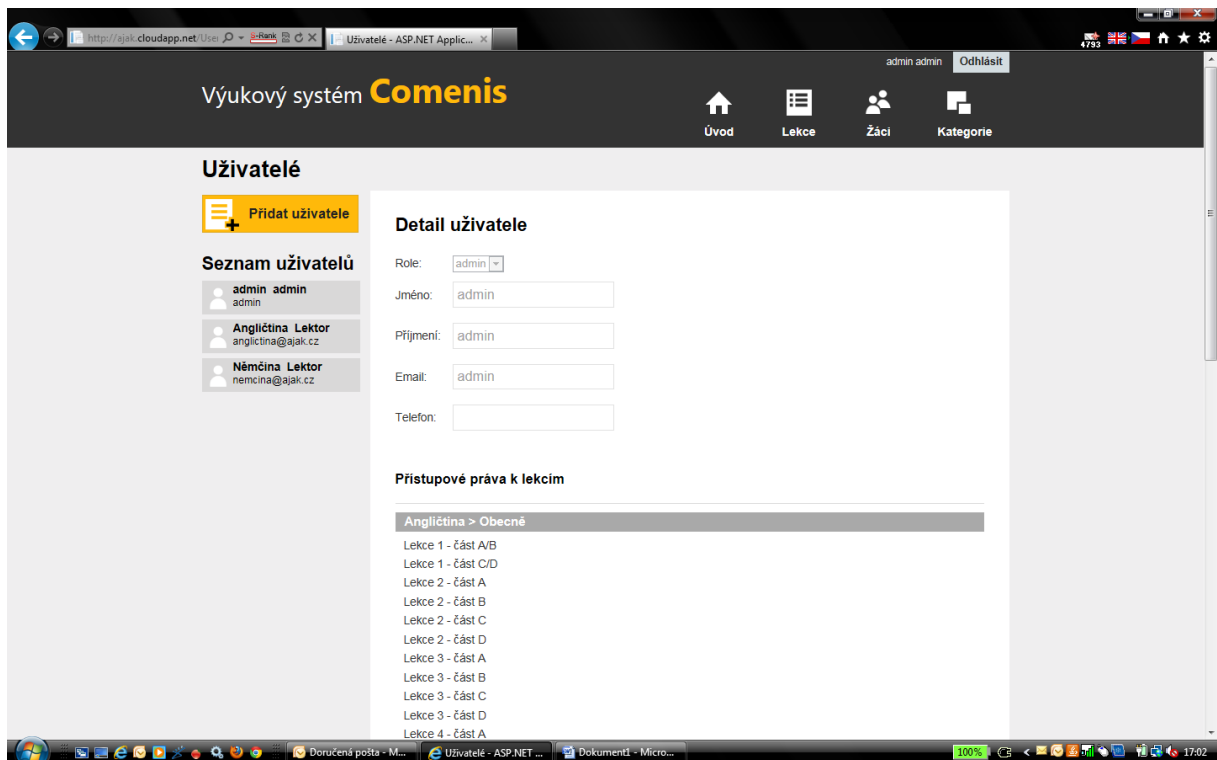 http://ajak.cloudapp.net/User
S-Rank
Uživatelé - ASP.NET Applic...
4793
admin admin
Odhlásit
Výukový systém Comenis
Úvod
Lekce
Žáci
Kategorie
Uživatelé
Přidat uživatele
Seznam uživatelů
admin admin
admin
Angličtina Lektor
anglictina@ajak.cz
Němčina Lektor
nemcina@ajak.cz
Detail uživatele
Role: admin
Jméno: admin
Příjmení: admin
Email: admin
Telefon:
Přístupové práva k lekcím
Angličtina > Obecně
Lekce 1 - část A/B
Lekce 1 - část C/D
Lekce 2 - část A
Lekce 2 - část B
Lekce 2 - část C
Lekce 2 - část D
Lekce 3 - část A
Lekce 3 - část B
Lekce 3 - část C
Lekce 3 - část D
Lekce 4 - část A
Doručená pošta - M...
Uživatelé - ASP.NET ...
Dokument1 - Micro...
100%
17:02